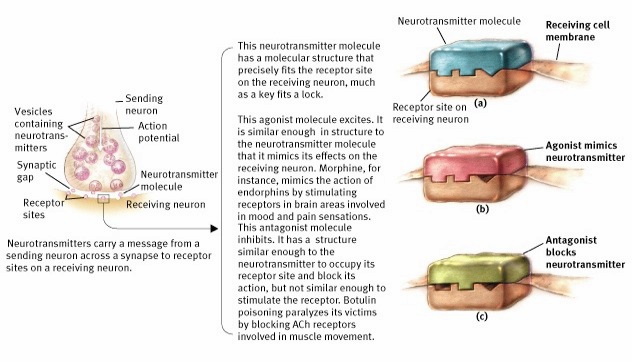 Vesicles
containing
neurotrans-
mitters
Synaptic
gap
Receptor
sites
Sending
neuron
Action
potential
Neurotransmitter
molecule
Receiving neuron
Neurotransmitters carry a message from a
sending neuron across a synapse to receptor
sites on a receiving neuron.
This neurotransmitter molecule
has a molecular structure that
precisely fits the receptor site
on the receiving neuron, much
as a key fits a lock.
This agonist molecule excites. It
is similar enough in structure to
the neurotransmitter molecule
that it mimics its effects on the
receiving neuron. Morphine, for
instance, mimics the action of
endorphins by stimulating
receptors in brain areas involved
in mood and pain sensations.
This antagonist molecule
inhibits. It has a structure
similar enough to the
neurotransmitter to occupy its
receptor site and block its
action, but not similar enough to
stimulate the receptor. Botulin
poisoning paralyzes its victims
by blocking ACh receptors
involved in muscle movement.
Neurotransmitter molecule
Receiving cell
membrane
Receptor site on
receiving neuron
(a)
Agonist mimics
neurotransmitter
(b)
Antagonist
blocks
neurotransmitter
(c)